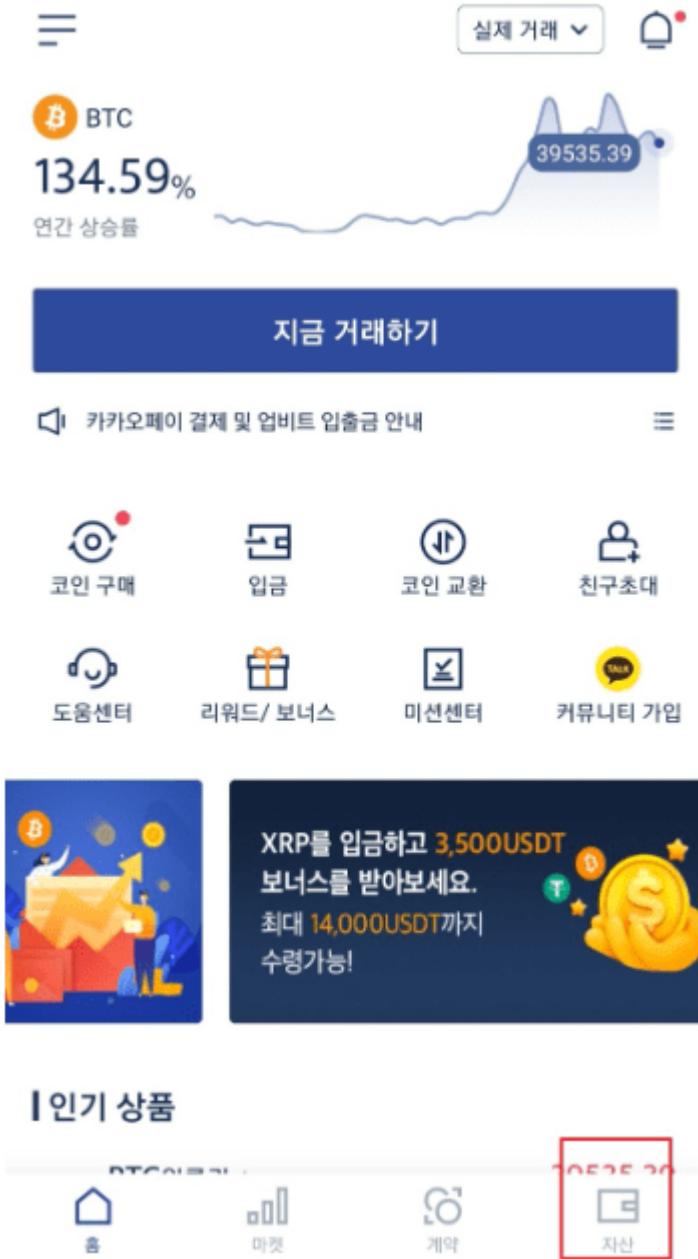 실제 거래
BTC
134.59%
39535.39
연간 상승률
지금 거래하기
카카오페이 결제 및 업비트 입출금 안내
코인 구매 입금 코인 교환 친구초대
TALK
도움센터 리워드/ 보너스 미션센터 커뮤니티 가입
XRP를 입금하고 3,500USDT
보너스를 받아보세요.
최대 14,000USDT까지
수령가능!
인기 상품
39535.39
홈 마켓 계약 자산